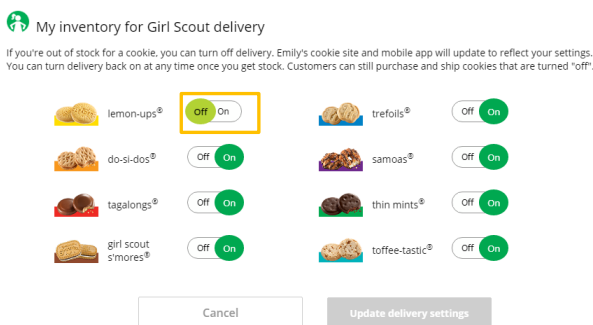 My inventory for Girl Scout delivery
If you're out of stock for a cookie, you can turn off delivery. Emily's cookie site and mobile app will update to reflect your settings.
You can turn delivery back on at any time once you get stock. Customers can still purchase and ship cookies that are turned "off".
lemon-ups® Off On
trefoils® Off On
do-si-dos® Off On
samoas® Off On
tagalongs® Off On
thin mints® Off On
girl scout
s'mores® Off On
toffee-tastic® Off On
Cancel
Update delivery settings